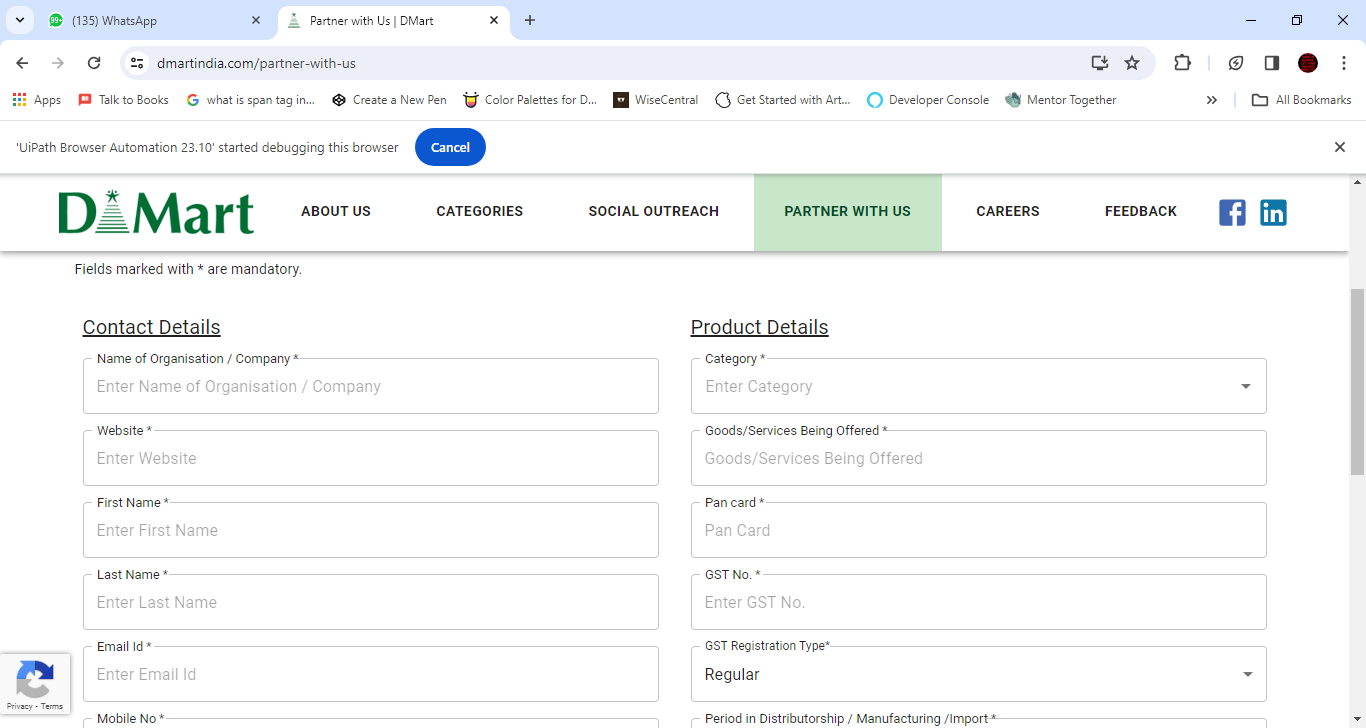 99+ (135) WhatsApp
Partner with Us | DMart
dmartindia.com/partner-with-us
Apps
Talk to Books
what is span tag in...
Create a New Pen
Color Palettes for D...
WiseCentral
Get Started with Art...
Developer Console
Mentor Together
All Bookmarks
'UiPath Browser Automation 23.10' started debugging this browser
Cancel
D Mart
ABOUT US
CATEGORIES
SOCIAL OUTREACH
PARTNER WITH US
CAREERS
FEEDBACK
f
in
Fields marked with * are mandatory.
Contact Details
Name of Organisation / Company *
Enter Name of Organisation / Company
Website *
Enter Website
First Name *
Enter First Name
Last Name *
Enter Last Name
Email Id *
Enter Email Id
Mobile No *
Product Details
Category *
Enter Category
Goods/Services Being Offered *
Goods/Services Being Offered
Pan card *
Pan Card
GST No. *
Enter GST No.
GST Registration Type*
Regular
Period in Distributorship / Manufacturing /Import *
Privacy - Terms